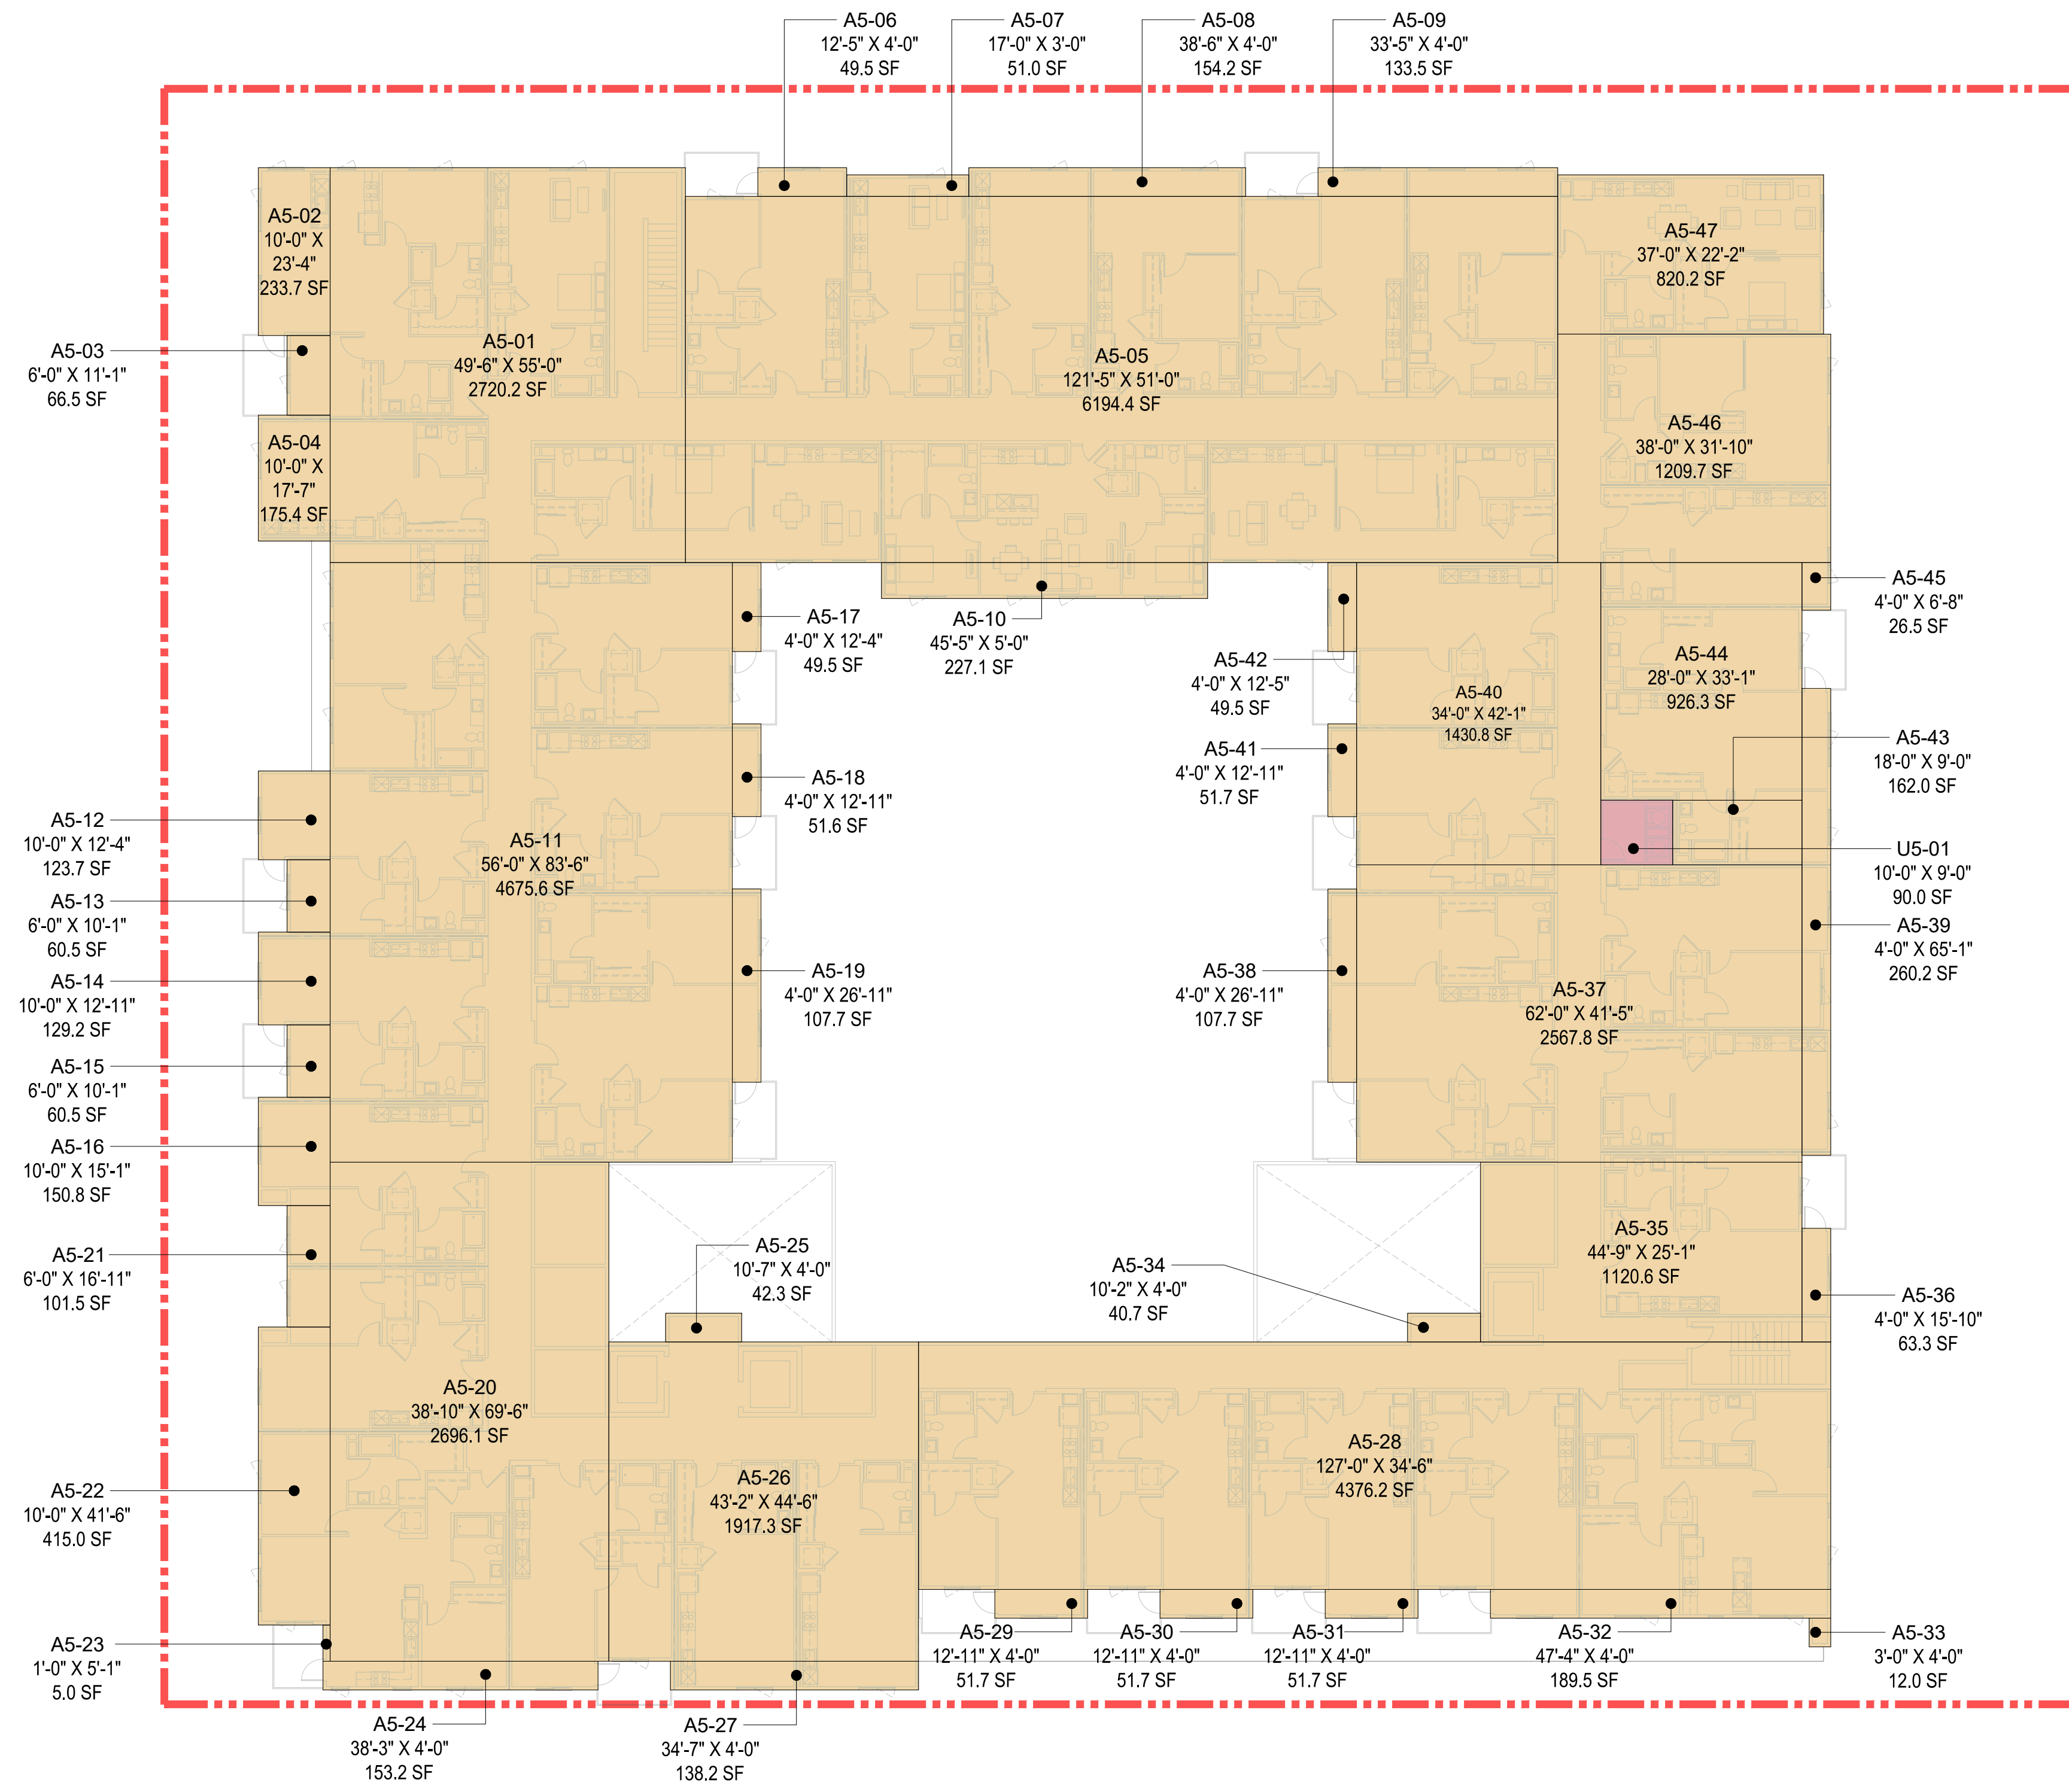 A5-06
12'-5" X 4'-0"
49.5 SF
A5-07
17'-0" X 3'-0"
51.0 SF
A5-08
38'-6" X 4'-0"
154.2 SF
A5-09
33'-5" X 4'-0"
133.5 SF
A5-02
10'-0" X
23'-4"
233.7 SF
A5-47
37'-0" X 22'-2"
820.2 SF
A5-03
6'-0" X 11'-1"
66.5 SF
A5-01
49'-6" X 55'-0"
2720.2 SF
A5-05
121'-5" X 51'-0"
6194.4 SF
A5-04
10'-0" X
17'-7"
175.4 SF
A5-46
38'-0" X 31'-10"
1209.7 SF
A5-17
4'-0" X 12'-4"
49.5 SF
A5-10
45'-5" X 5'-0"
227.1 SF
A5-42
4'-0" X 12'-5"
49.5 SF
A5-40
34'-0" X 42'-1"
1430.8 SF
A5-44
28'-0" X 33'-1"
926.3 SF
A5-45
4'-0" X 6'-8"
26.5 SF
A5-43
18'-0" X 9'-0"
162.0 SF
A5-18
4'-0" X 12'-11"
51.6 SF
A5-41
4'-0" X 12'-11"
51.7 SF
A5-12
10'-0" X 12'-4"
123.7 SF
A5-11
56'-0" X 83'-6"
4675.6 SF
U5-01
10'-0" X 9'-0"
90.0 SF
A5-13
6'-0" X 10'-1"
60.5 SF
A5-39
4'-0" X 65'-1"
260.2 SF
A5-14
10'-0" X 12'-11"
129.2 SF
A5-19
4'-0" X 26'-11"
107.7 SF
A5-38
4'-0" X 26'-11"
107.7 SF
A5-37
62'-0" X 41'-5"
2567.8 SF
A5-15
6'-0" X 10'-1"
60.5 SF
A5-16
10'-0" X 15'-1"
150.8 SF
A5-21
6'-0" X 16'-11"
101.5 SF
A5-25
10'-7" X 4'-0"
42.3 SF
A5-34
10'-2" X 4'-0"
40.7 SF
A5-35
44'-9" X 25'-1"
1120.6 SF
A5-36
4'-0" X 15'-10"
63.3 SF
A5-20
38'-10" X 69'-6"
2696.1 SF
A5-26
43'-2" X 44'-6"
1917.3 SF
A5-28
127'-0" X 34'-6"
4376.2 SF
A5-22
10'-0" X 41'-6"
415.0 SF
A5-23
1'-0" X 5'-1"
5.0 SF
A5-29
12'-11" X 4'-0"
51.7 SF
A5-30
12'-11" X 4'-0"
51.7 SF
A5-31
12'-11" X 4'-0"
51.7 SF
A5-32
47'-4" X 4'-0"
189.5 SF
A5-33
3'-0" X 4'-0"
12.0 SF
A5-24
38'-3" X 4'-0"
153.2 SF
A5-27
34'-7" X 4'-0"
138.2 SF